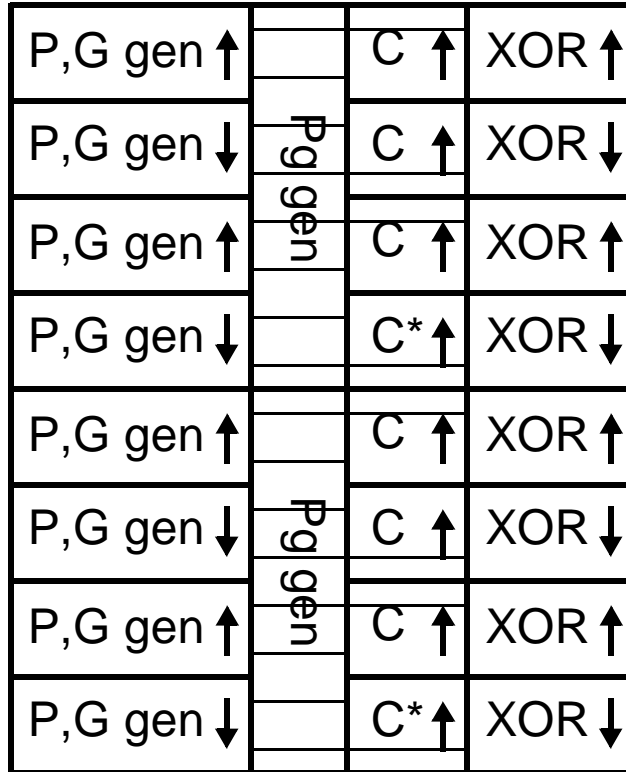 P,G gen ↑ C ↑ XOR ↑
P,G gen ↓ C ↑ XOR ↓
Pg gen
P,G gen ↑ C ↑ XOR ↑
P,G gen ↓ C* ↑ XOR ↓
P,G gen ↑ C ↑ XOR ↑
P,G gen ↓ C ↑ XOR ↓
Pg gen
P,G gen ↑ C ↑ XOR ↑
P,G gen ↓ C* ↑ XOR ↓